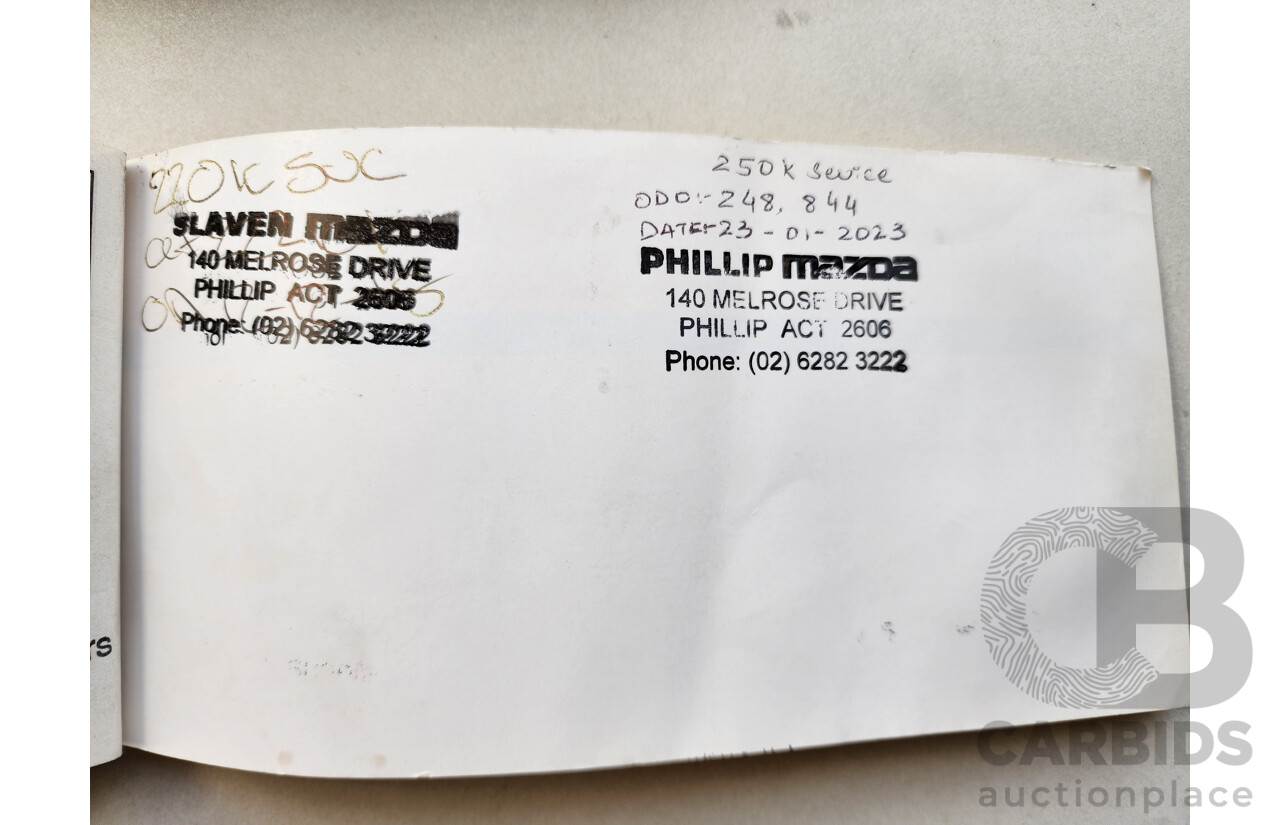 220K SVC
SLAVEN mazda
140 MELROSE DRIVE
PHILLIP ACT 2606
Phone: (02) 6282 3222
250K Service
ODO:- 248, 844
DATE:- 23 - 01 - 2023
PHILLIP mazda
140 MELROSE DRIVE
PHILLIP ACT 2606
Phone: (02) 6282 3222
rs
CB
CARBIDS
auctionplace